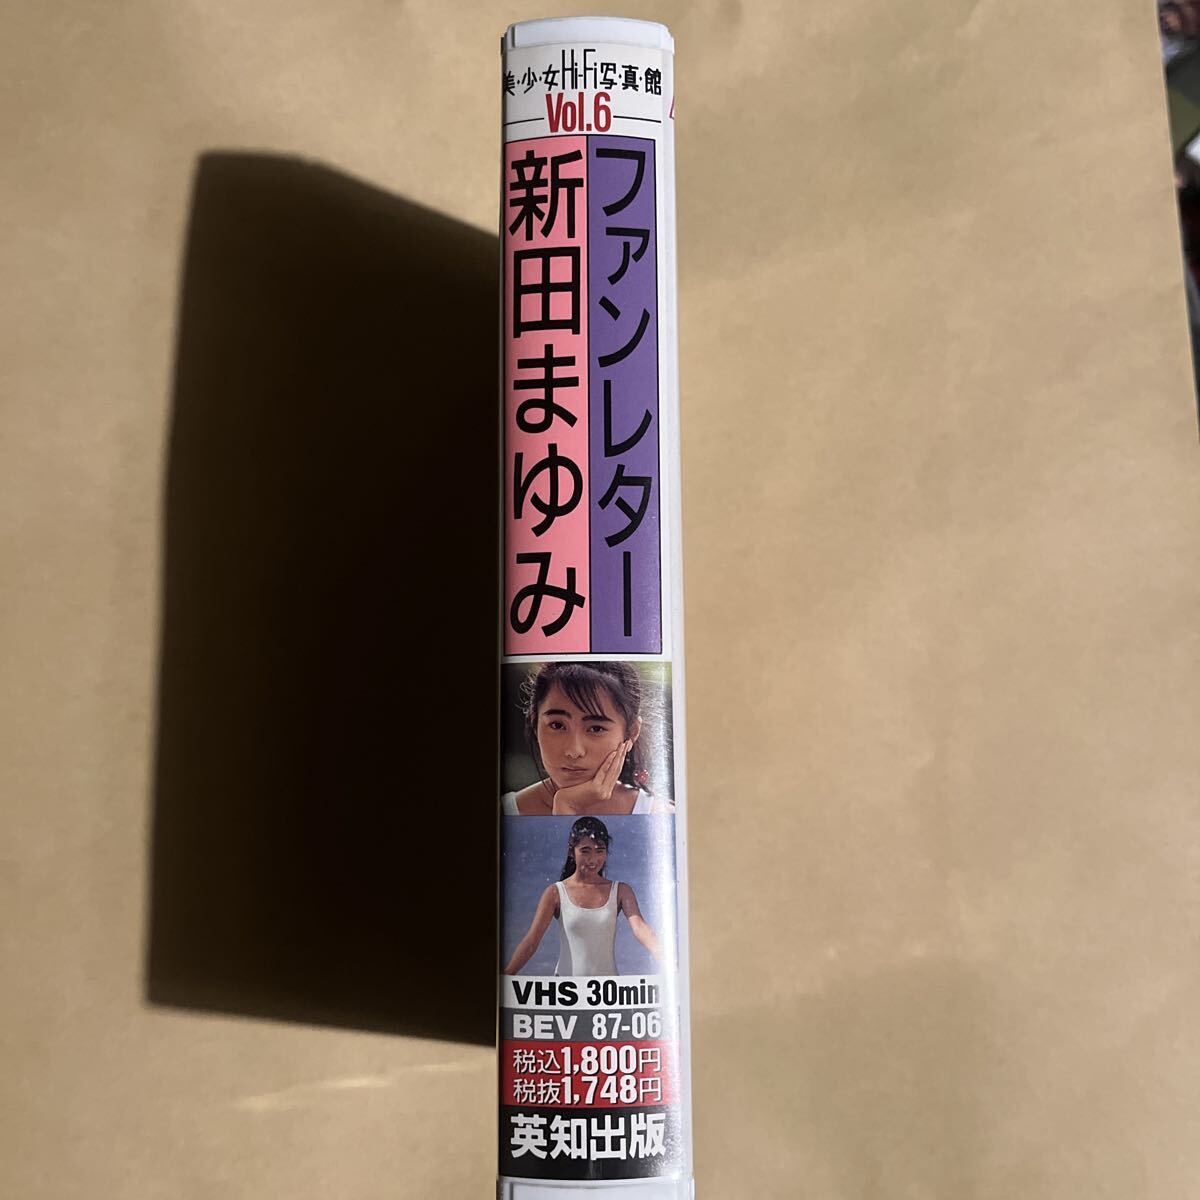 美・少・女Hi-Fi写・真・館
Vol.6
ファンレター
新田まゆみ
VHS 30min
BEV 87-06
税込1,800円
税抜1,748円
英知出版